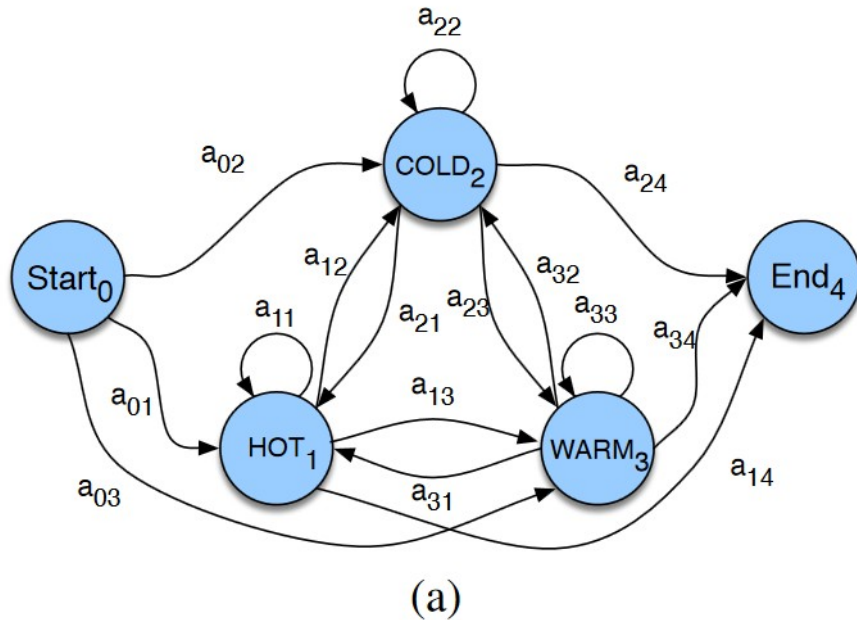 a₂₂
COLD₂
a₀₂
a₂₄
Start₀
End₄
a₁₂
a₂₁
a₂₃
a₃₂
a₁₁
a₃₃
a₃₄
a₀₁
a₁₃
HOT₁
WARM₃
a₀₃
a₃₁
a₁₄
(a)